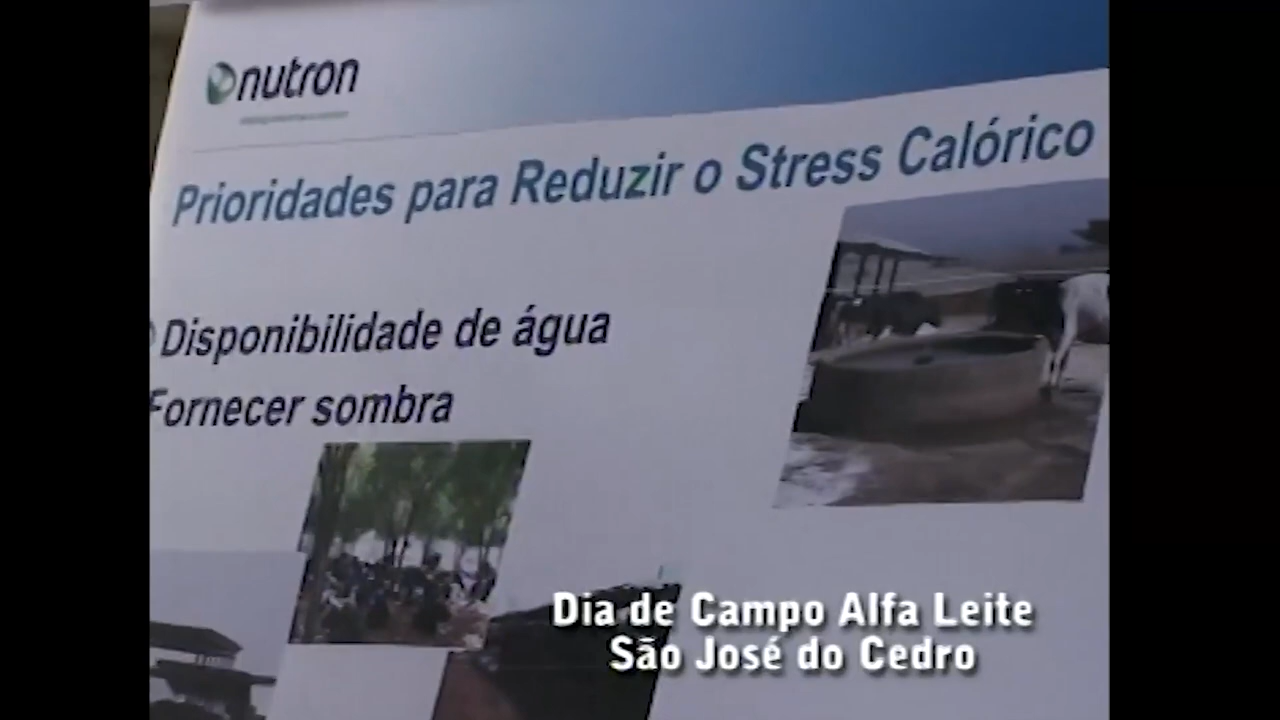 nutron
Prioridades para Reduzir o Stress Calórico
Disponibilidade de água
Fornecer sombra
Dia de Campo Alfa Leite
São José do Cedro